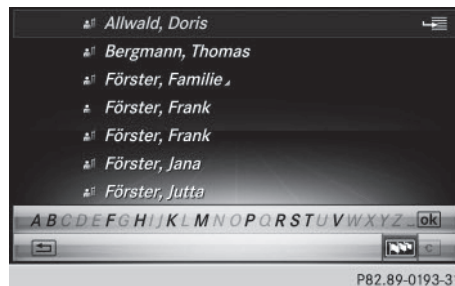 Allwald, Doris
Bergmann, Thomas
Förster, Familie
Förster, Frank
Förster, Frank
Förster, Jana
Förster, Jutta
ABCDEFGHIJKLMNOPQRSTUVWXYZ_ ok
C
P82.89-0193-31